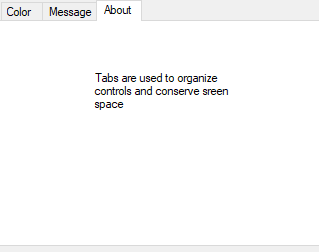 Color Message About
Tabs are used to organize
controls and conserve sreen
space